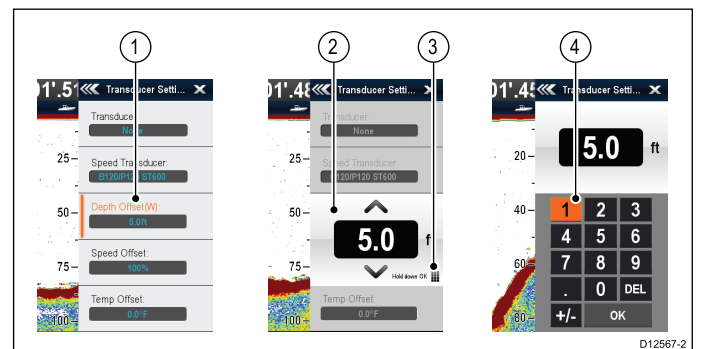 1
2
3
4
01'.51
Transducer Setti...
Transducer
None
25
Speed Transducer:
B120/P120 ST600
50
Depth Offset(W):
5.0ft
Speed Offset:
75
100%
Temp Offset:
0.0°F
100
01'.48
Transducer Setti...
Transducer:
None
25
Speed Transducer:
B120/P120 ST600
50
5.0
f
75
Hold down OK
Temp Offset
0.0°F
100
01'.45
Transducer Setti...
5.0 ft
20
40
1 2 3
4 5 6
60
7 8 9
. 0 DEL
80
+/- OK
D12567-2